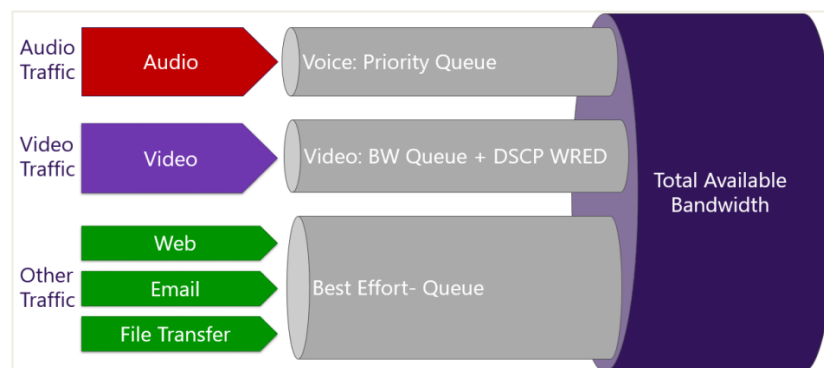 Audio
Traffic
Audio
Voice: Priority Queue
Video
Traffic
Video
Video: BW Queue + DSCP WRED
Total Available
Bandwidth
Other
Traffic
Web
Email
File Transfer
Best Effort- Queue